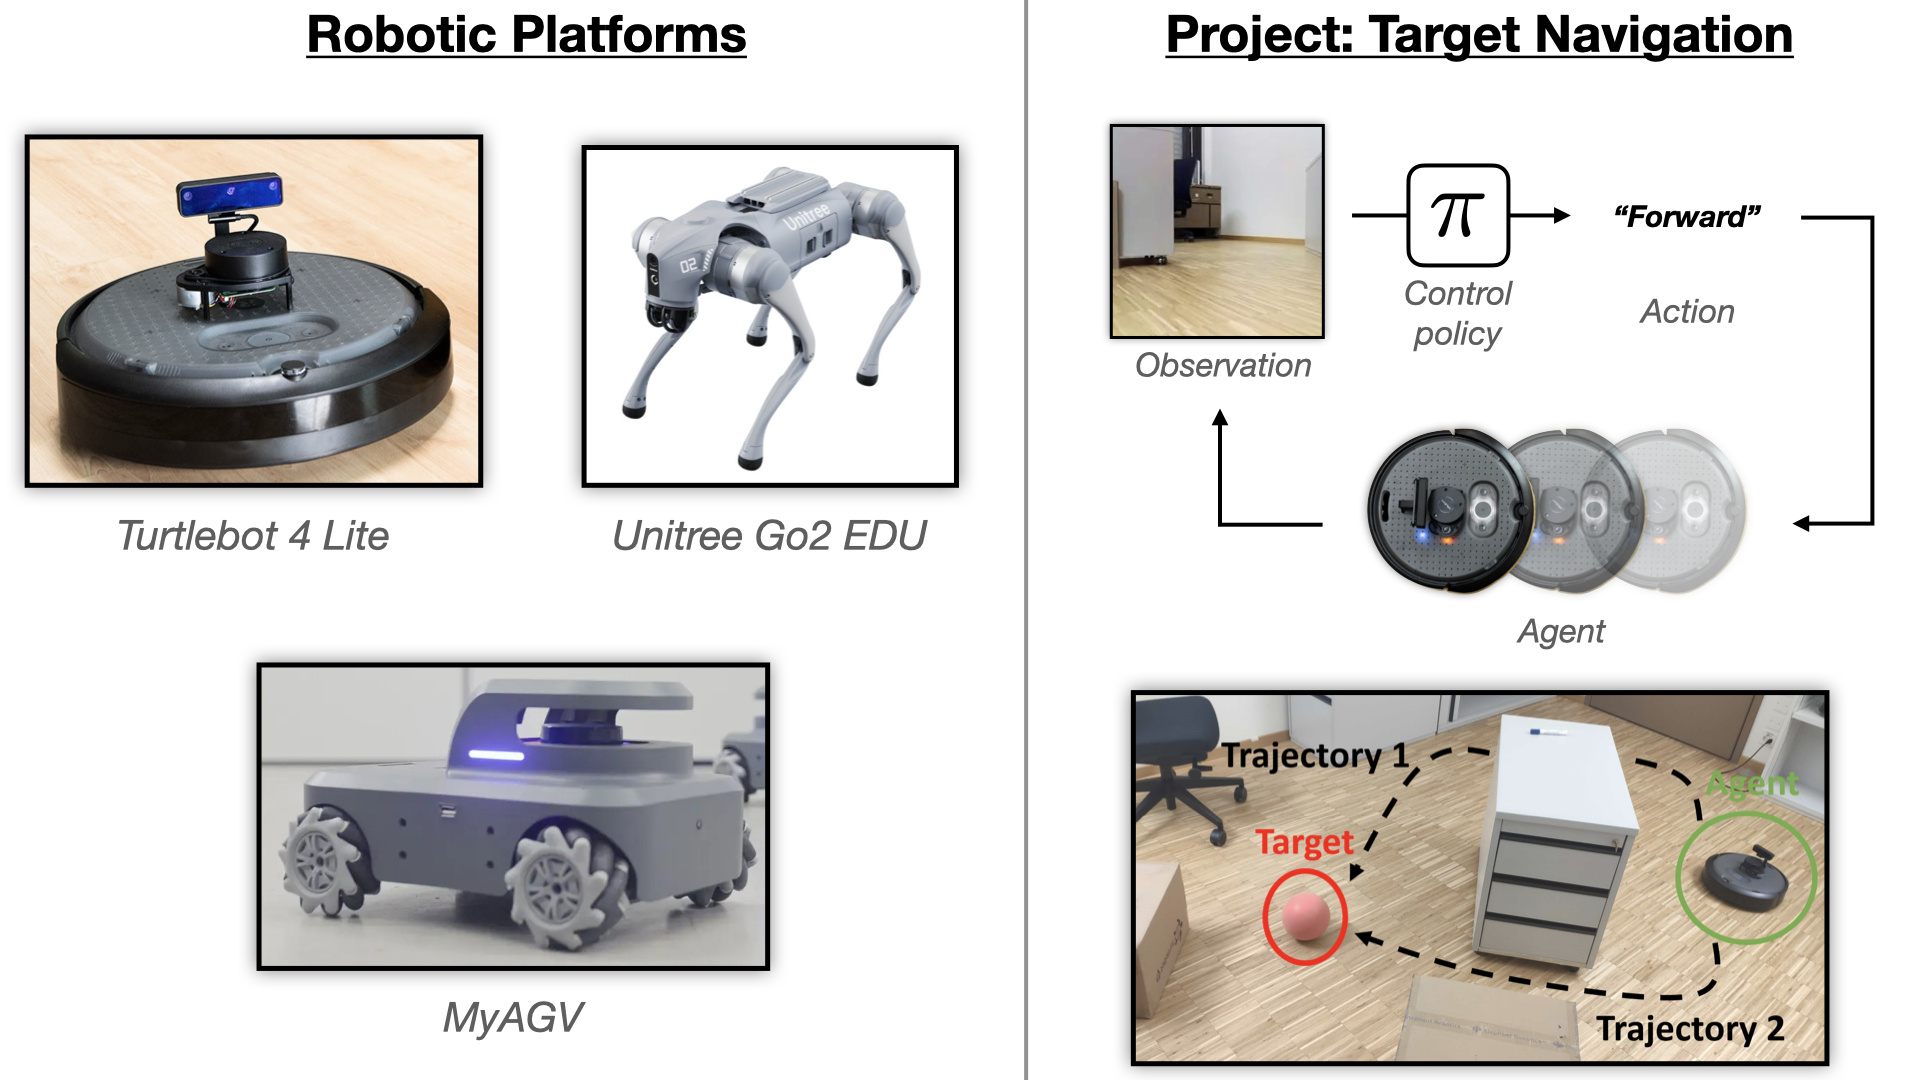 Robotic Platforms
Turtlebot 4 Lite
Unitree
02
Unitree Go2 EDU
MyAGV
Project: Target Navigation
π
“Forward”
Observation
Control
policy
Action
Agent
Trajectory 1
Agent
Target
Trajectory 2